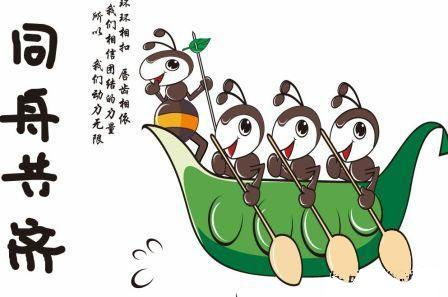 同舟共济
环环相扣　唇齿相依
我们相信团结的力量
所以　我们动力无限